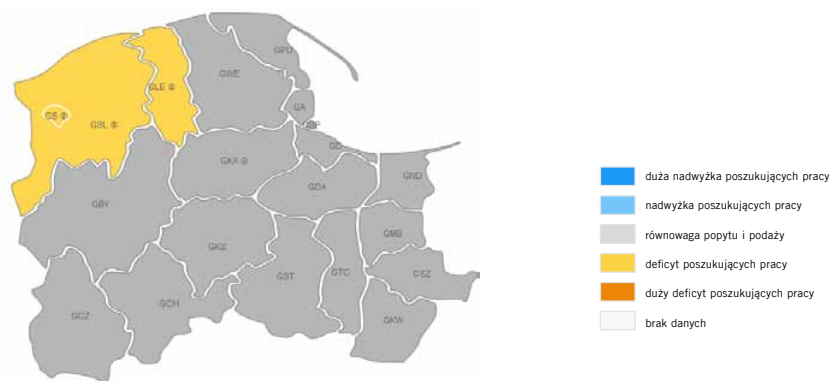 GPU
GWE
GLE
GA
GS
GSL
GSP
GD
GKA
GND
GDA
GBY
GMB
GKS
GST
GTC
GSZ
GCH
GCZ
GKW
duża nadwyżka poszukujących pracy
nadwyżka poszukujących pracy
równowaga popytu i podaży
deficyt poszukujących pracy
duży deficyt poszukujących pracy
brak danych